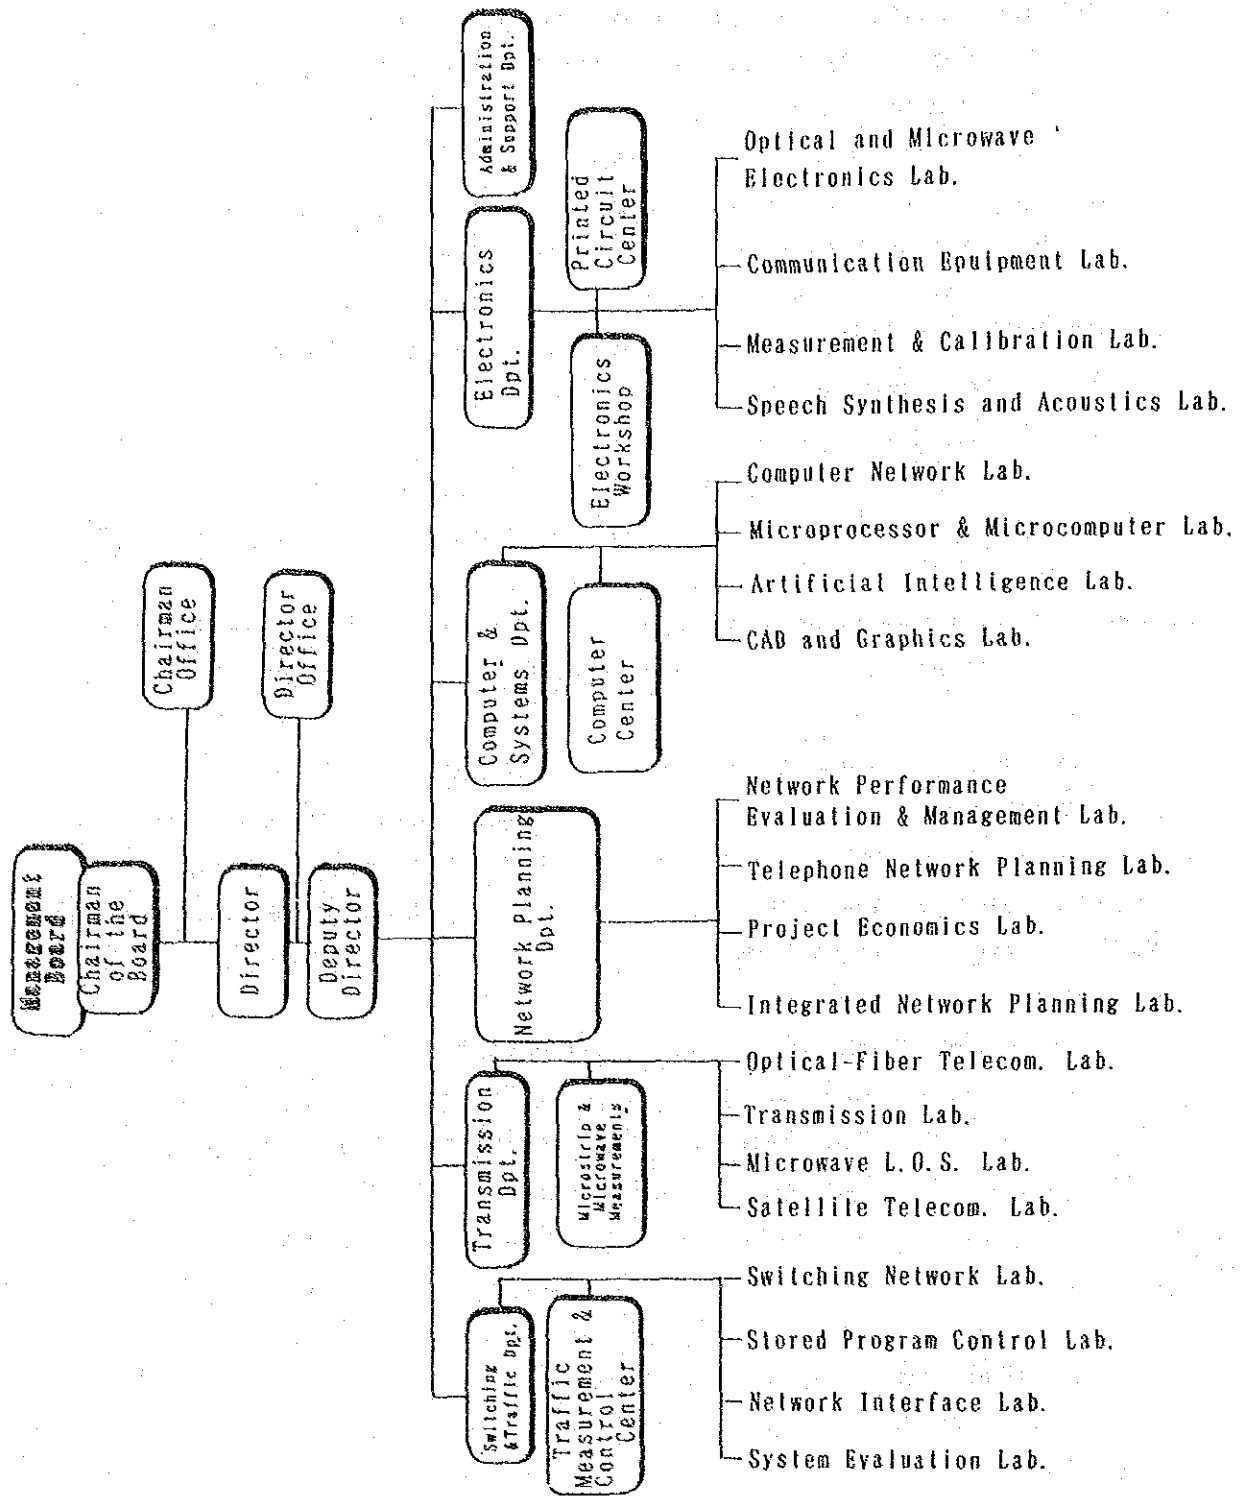 Management
Board
Chairman
of the
Board
Chairman
Office
Director
Director
Office
Deputy
Director
Administration
& Support Dpt.
Electronics
Dpt.
Printed
Circuit
Center
Electronics
Workshop
Optical and Microwave
Electronics Lab.
Communication Epuipment Lab.
Measurement & Calibration Lab.
Speech Synthesis and Acoustics Lab.
Computer &
Systems Dpt.
Computer
Center
Computer Network Lab.
Microprocessor & Microcomputer Lab.
Artificial Intelligence Lab.
CAD and Graphics Lab.
Network Planning
Dpt.
Network Performance
Evaluation & Management Lab.
Telephone Network Planning Lab.
Project Economics Lab.
Integrated Network Planning Lab.
Transmission
Dpt.
Microstrip &
Microwave
Measurements
Optical-Fiber Telecom. Lab.
Transmission Lab.
Microwave L.O.S. Lab.
Satellite Telecom. Lab.
Switching
&Traffic Dpt.
Traffic
Measurement &
Control
Center
Switching Network Lab.
Stored Program Control Lab.
Network Interface Lab.
System Evaluation Lab.